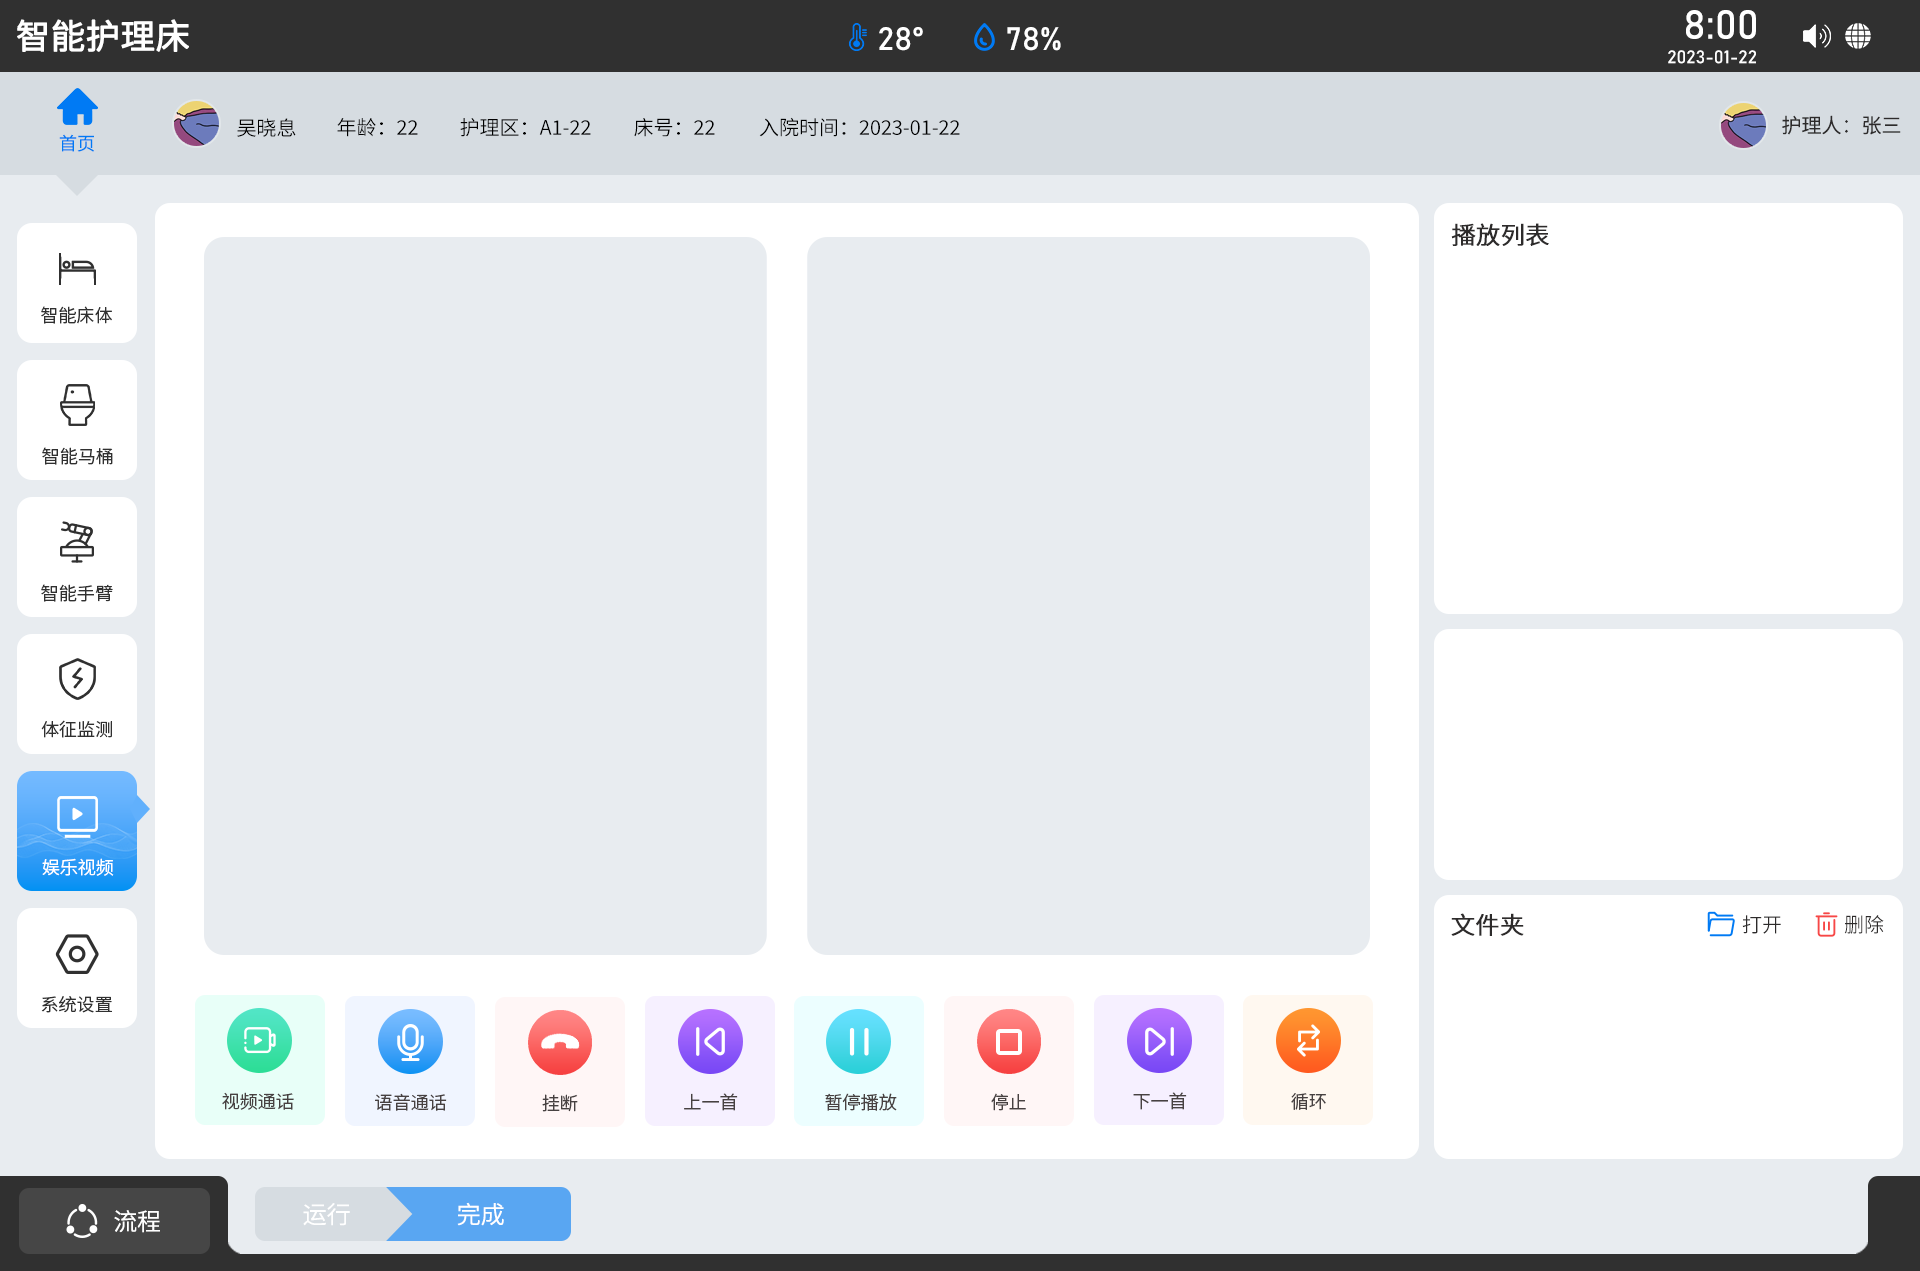 智能护理床
28°
78%
8:00
2023-01-22
首页
吴晓息
年龄：22
护理区：A1-22
床号：22
入院时间：2023-01-22
护理人：张三
智能床体
智能马桶
智能手臂
体征监测
娱乐视频
系统设置
播放列表
文件夹
打开
删除
视频通话
语音通话
挂断
上一首
暂停播放
停止
下一首
循环
流程
运行
完成